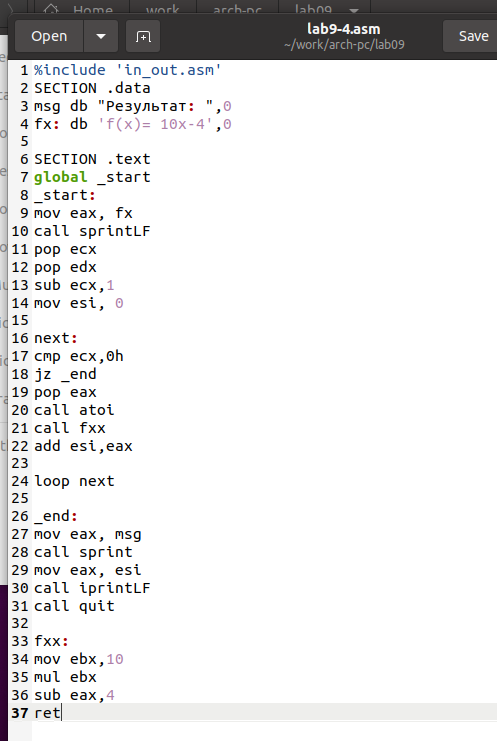 Home work arch-pc lab09
Open lab9-4.asm Save
~/work/arch-pc/lab09
1 %include 'in_out.asm'
2 SECTION .data
3 msg db "Результат: ",0
4 fx: db 'f(x)= 10x-4',0
5
6 SECTION .text
7 global _start
8 _start:
9 mov eax, fx
10 call sprintLF
11 pop ecx
12 pop edx
13 sub ecx,1
14 mov esi, 0
15
16 next:
17 cmp ecx,0h
18 jz _end
19 pop eax
20 call atoi
21 call fxx
22 add esi,eax
23
24 loop next
25
26 _end:
27 mov eax, msg
28 call sprint
29 mov eax, esi
30 call iprintLF
31 call quit
32
33 fxx:
34 mov ebx,10
35 mul ebx
36 sub eax,4
37 ret